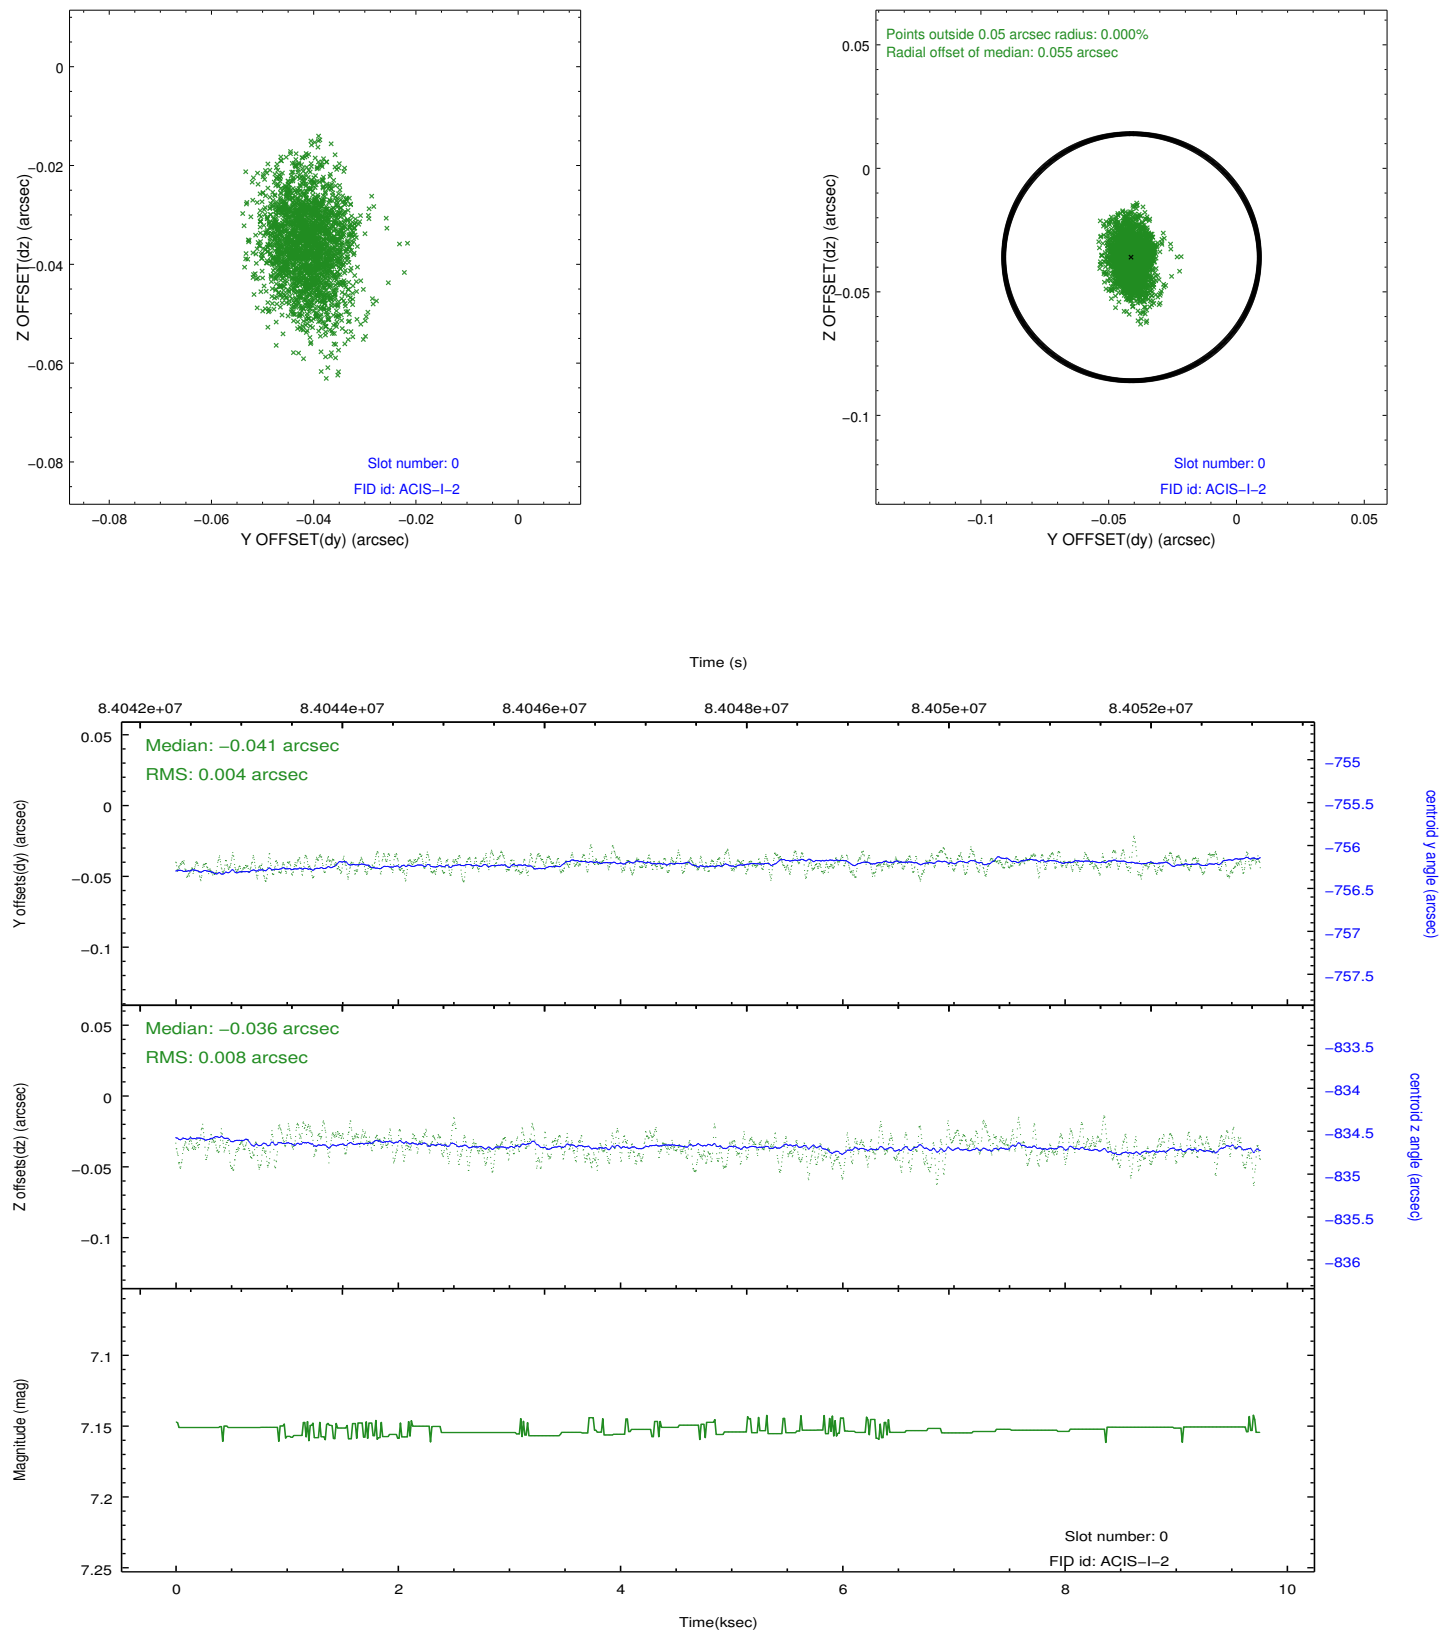 0
−0.02
−0.04
−0.06
−0.08
Z OFFSET(dz) (arcsec)
Slot number: 0
FID id: ACIS−I−2
−0.08
−0.06
−0.04
−0.02
0
Y OFFSET(dy) (arcsec)
Points outside 0.05 arcsec radius: 0.000%
Radial offset of median: 0.055 arcsec
0.05
0
−0.05
−0.1
Z OFFSET(dz) (arcsec)
Slot number: 0
FID id: ACIS−I−2
−0.1
−0.05
0
0.05
Y OFFSET(dy) (arcsec)
Time (s)
8.4042e+07
8.4044e+07
8.4046e+07
8.4048e+07
8.405e+07
8.4052e+07
Median: −0.041 arcsec
RMS: 0.004 arcsec
0.05
0
−0.05
−0.1
Y offsets(dy) (arcsec)
−755
−755.5
−756
−756.5
−757
−757.5
centroid y angle (arcsec)
Median: −0.036 arcsec
RMS: 0.008 arcsec
0.05
0
−0.05
−0.1
Z offsets(dz) (arcsec)
−833.5
−834
−834.5
−835
−835.5
−836
centroid z angle (arcsec)
7.1
7.15
7.2
7.25
Magnitude (mag)
Slot number: 0
FID id: ACIS−I−2
0
2
4
6
8
10
Time(ksec)